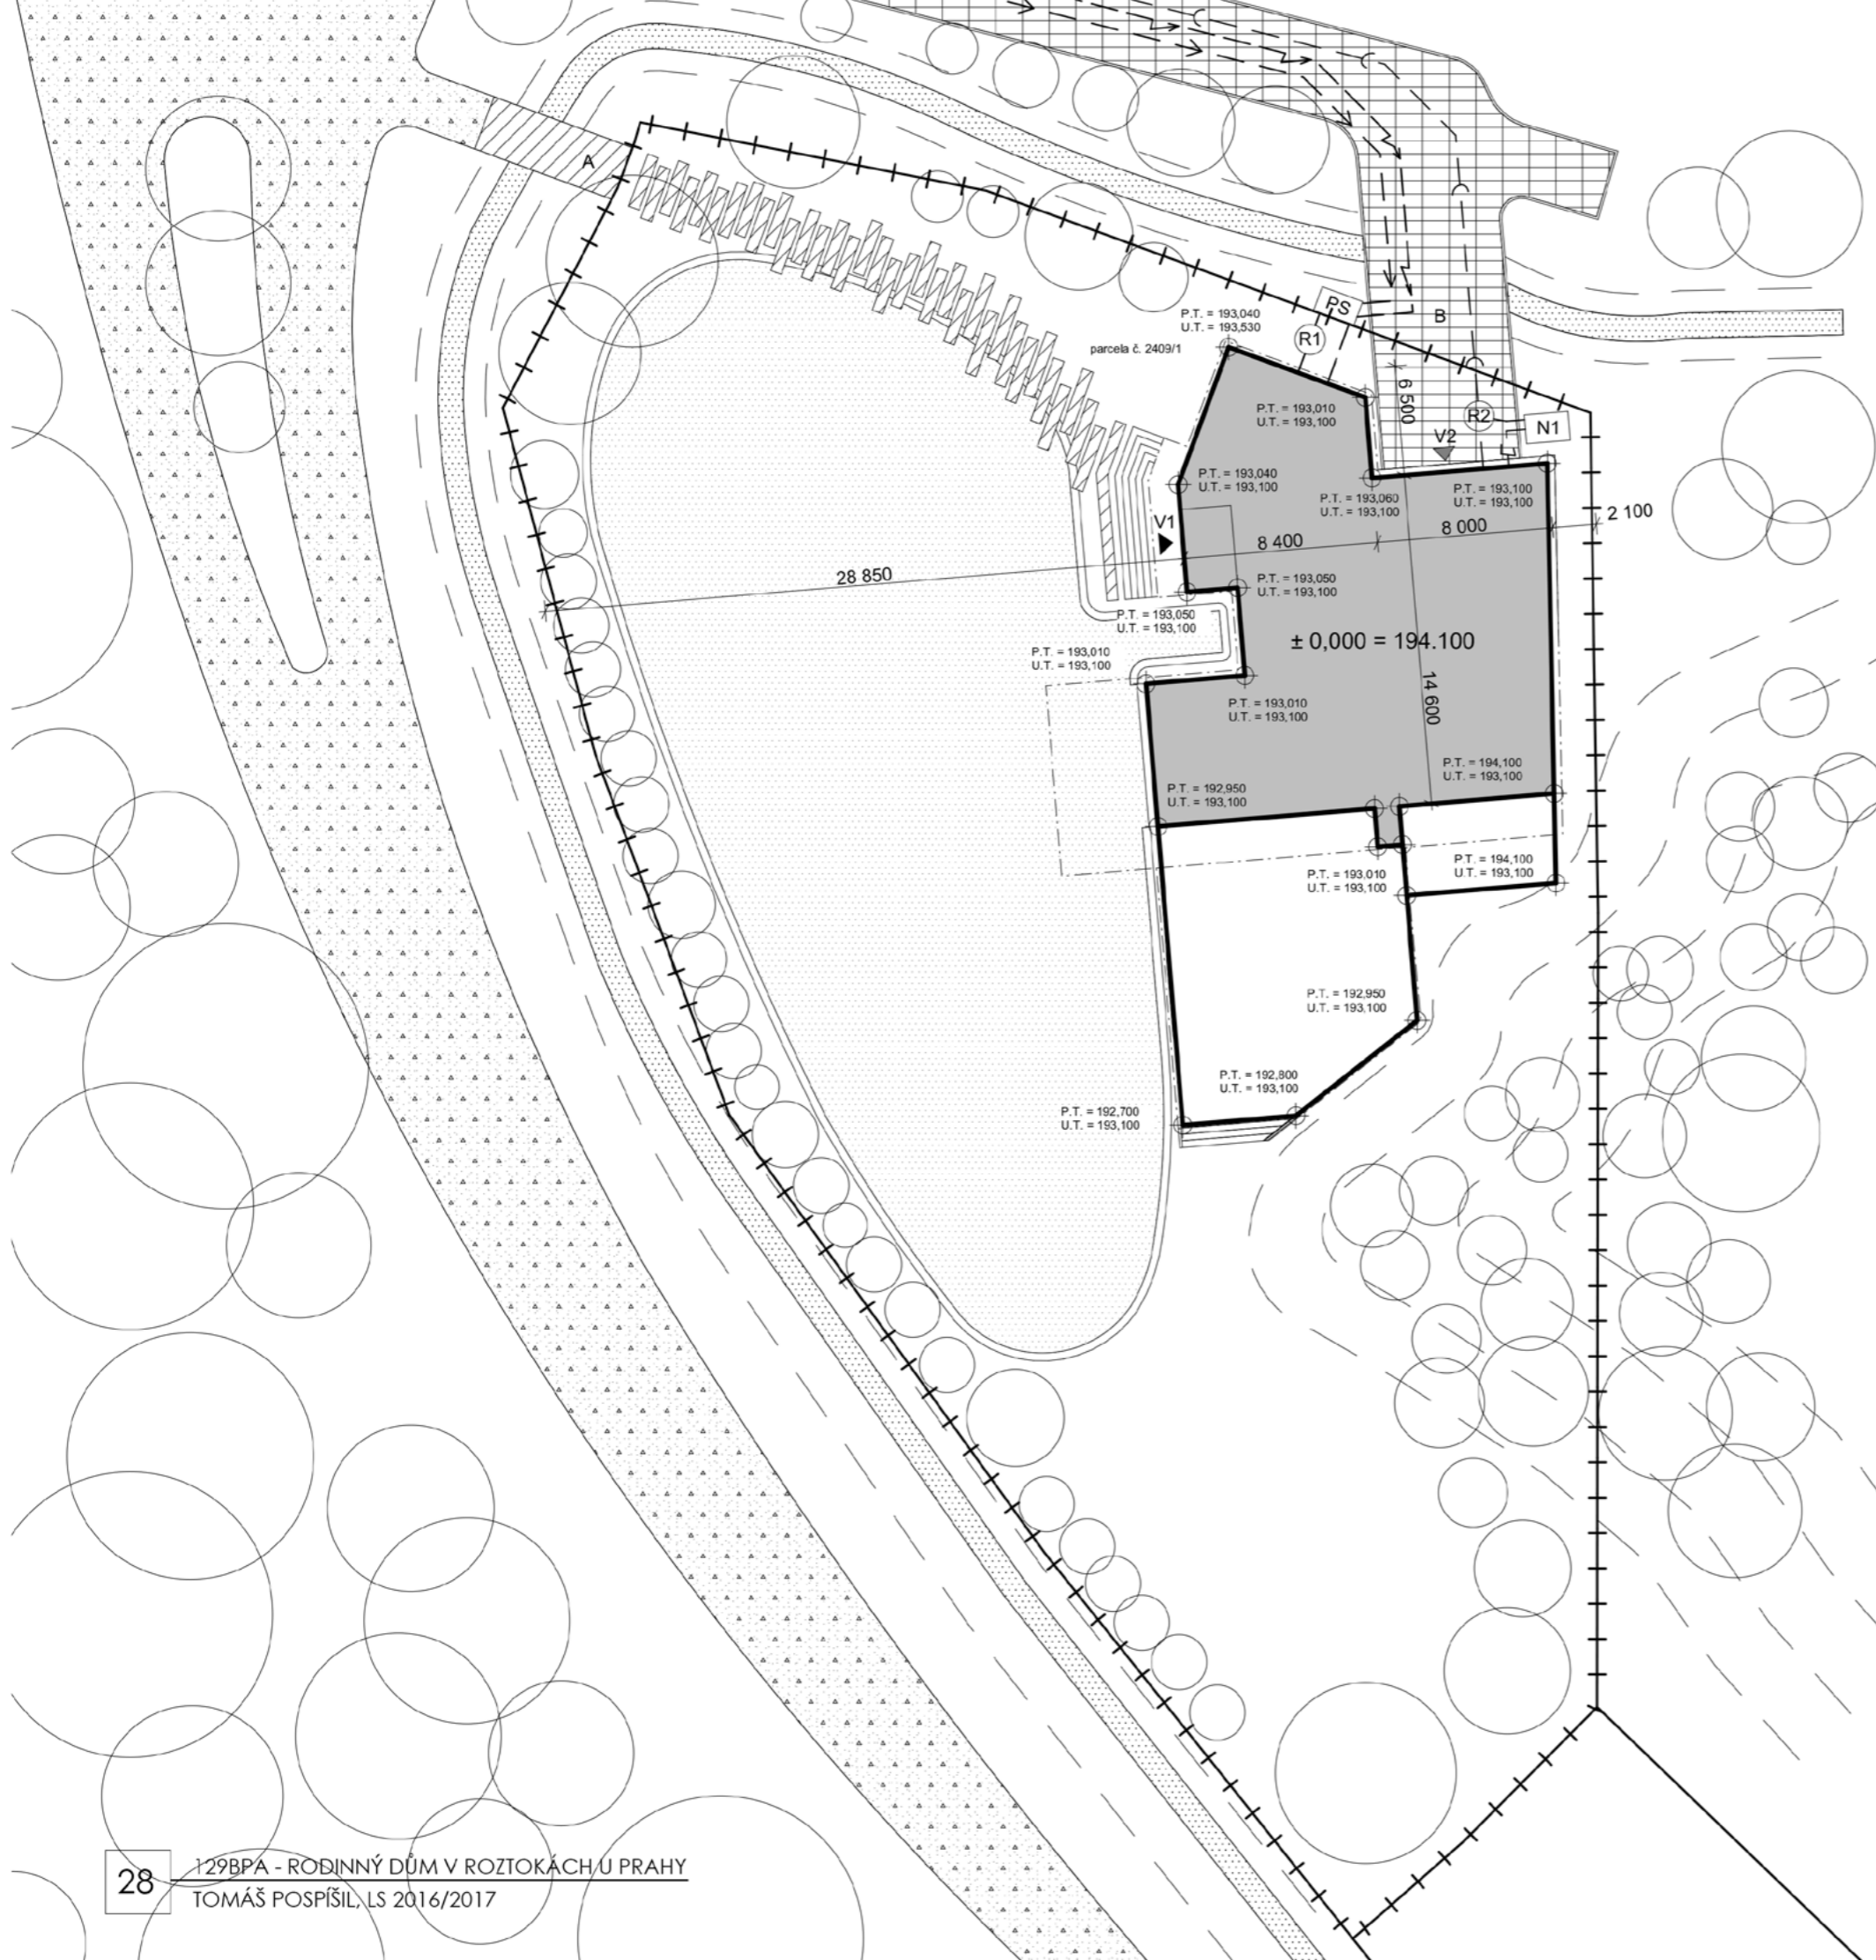 A
P.T. = 193,040
U.T. = 193,530
PS
B
R1
parcela č. 2409/1
6 500
P.T. = 193,010
U.T. = 193,100
R2
N1
V2
P.T. = 193,040
U.T. = 193,100
P.T. = 193,060
U.T. = 193,100
P.T. = 193,100
U.T. = 193,100
2 100
V1
8 400
8 000
28 850
P.T. = 193,050
U.T. = 193,100
P.T. = 193,050
U.T. = 193,100
± 0,000 = 194.100
P.T. = 193,010
U.T. = 193,100
14 600
P.T. = 193,010
U.T. = 193,100
P.T. = 194,100
U.T. = 193,100
P.T. = 192,950
U.T. = 193,100
P.T. = 194,100
U.T. = 193,100
P.T. = 193,010
U.T. = 193,100
P.T. = 192,950
U.T. = 193,100
P.T. = 192,800
U.T. = 193,100
P.T. = 192,700
U.T. = 193,100
28
129BPA - RODINNÝ DŮM V ROZTOKÁCH U PRAHY
TOMÁŠ POSPÍŠIL, LS 2016/2017